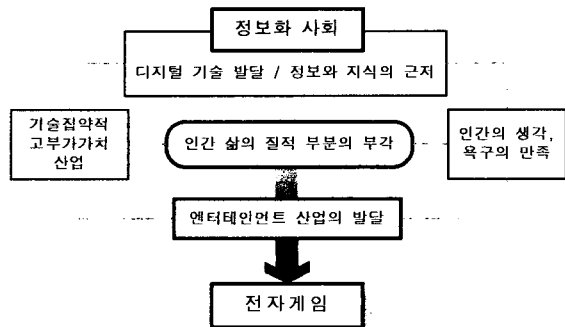 정보화 사회
디지털 기술 발달 / 정보와 지식의 근저
기술집약적
고부가가치
산업
인간 삶의 질적 부분의 부각
인간의 생각,
욕구의 만족
엔터테인먼트 산업의 발달
전자게임